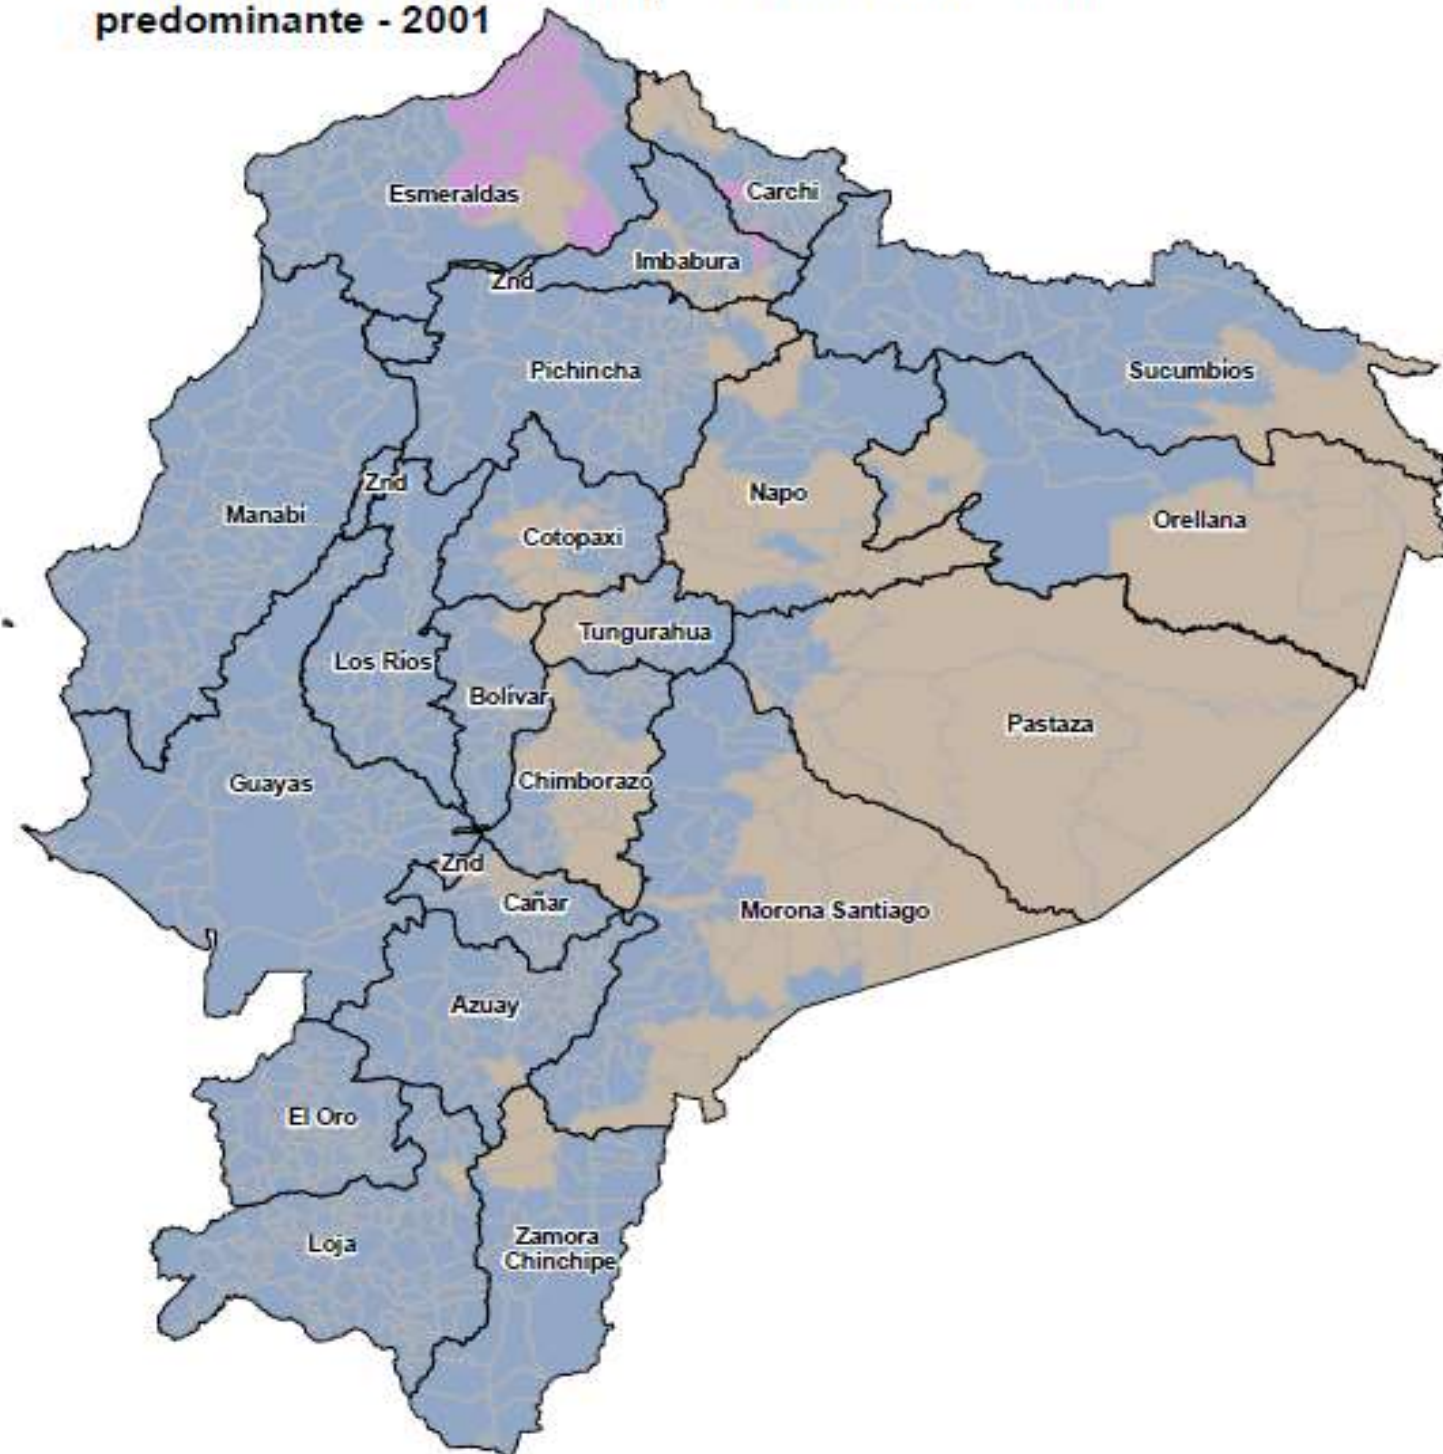 predominante - 2001
Esmeraldas
Carchi
Imbabura
Znd
Pichincha
Sucumbios
Znd
Napo
Manabi
Cotopaxi
Orellana
Tungurahua
Los Rios
Bolívar
Pastaza
Chimborazo
Guayas
Znd
Cañar
Morona Santiago
Azuay
El Oro
Loja
Zamora
Chinchipe